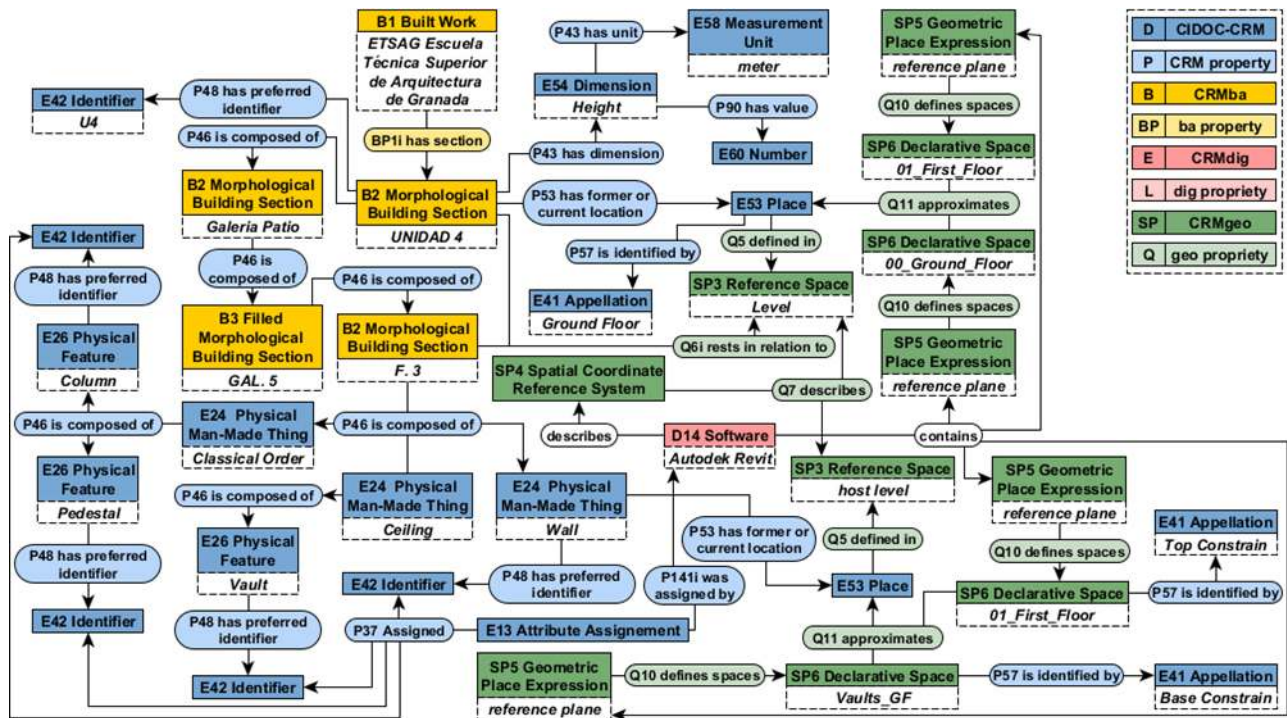 B1 Built Work
ETSAG Escuela
Técnica Superior
de Arquitectura
de Granada
BP1i has section
B2 Morphological
Building Section
UNIDAD 4
P48 has preferred
identifier
E42 Identifier
U4
P46 is composed of
B2 Morphological
Building Section
Galeria Patio
P46 is
composed of
B3 Filled
Morphological
Building Section
GAL. 5
P46 is composed of
B2 Morphological
Building Section
F. 3
P43 has unit
E58 Measurement
Unit
meter
E54 Dimension
Height
P90 has value
P43 has dimension
E60 Number
P53 has former or
current location
E53 Place
P57 is identified by
Q5 defined in
E41 Appellation
Ground Floor
SP3 Reference Space
Level
Q6i rests in relation to
SP5 Geometric
Place Expression
reference plane
Q10 defines spaces
SP6 Declarative Space
01_First_Floor
Q11 approximates
SP6 Declarative Space
00_Ground_Floor
Q10 defines spaces
SP5 Geometric
Place Expression
reference plane
D CIDOC-CRM
P CRM property
B CRMba
BP ba property
E CRMdig
L dig propriety
SP CRMgeo
Q geo propriety
E42 Identifier
P48 has preferred
identifier
E26 Physical
Feature
Column
P46 is composed of
E24 Physical
Man-Made Thing
Classical Order
P46 is composed of
E26 Physical
Feature
Pedestal
P48 has preferred
identifier
E42 Identifier
P46 is composed of
E24 Physical
Man-Made Thing
Ceiling
E24 Physical
Man-Made Thing
Wall
E26 Physical
Feature
Vault
P48 has preferred
identifier
E42 Identifier
E42 Identifier
P48 has preferred
identifier
P37 Assigned
E13 Attribute Assignement
P141i was
assigned by
SP4 Spatial Coordinate
Reference System
Q7 describes
describes
D14 Software
Autodek Revit
contains
SP3 Reference Space
host level
P53 has former or
current location
Q5 defined in
E53 Place
Q11 approximates
SP5 Geometric
Place Expression
reference plane
Q10 defines spaces
E41 Appellation
Top Constrain
SP6 Declarative Space
01_First_Floor
P57 is identified by
SP5 Geometric
Place Expression
reference plane
Q10 defines spaces
SP6 Declarative Space
Vaults_GF
P57 is identified by
E41 Appellation
Base Constrain